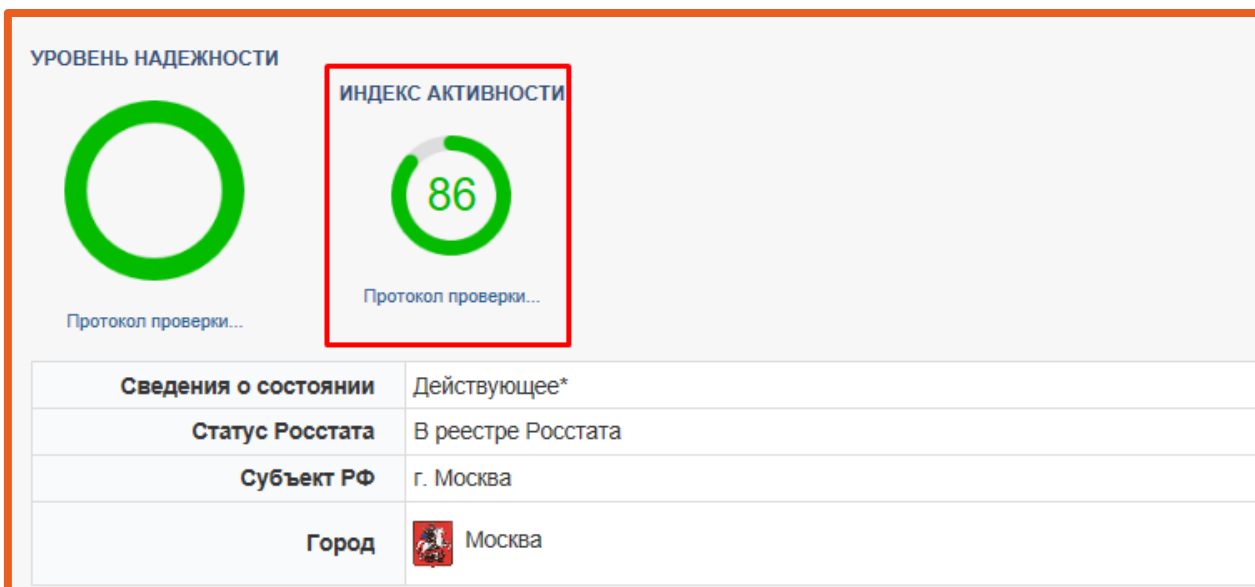 УРОВЕНЬ НАДЕЖНОСТИ
ИНДЕКС АКТИВНОСТИ
86
Протокол проверки...
Протокол проверки...
Сведения о состоянии Действующее*
Статус Росстата В реестре Росстата
Субъект РФ г. Москва
Город Москва